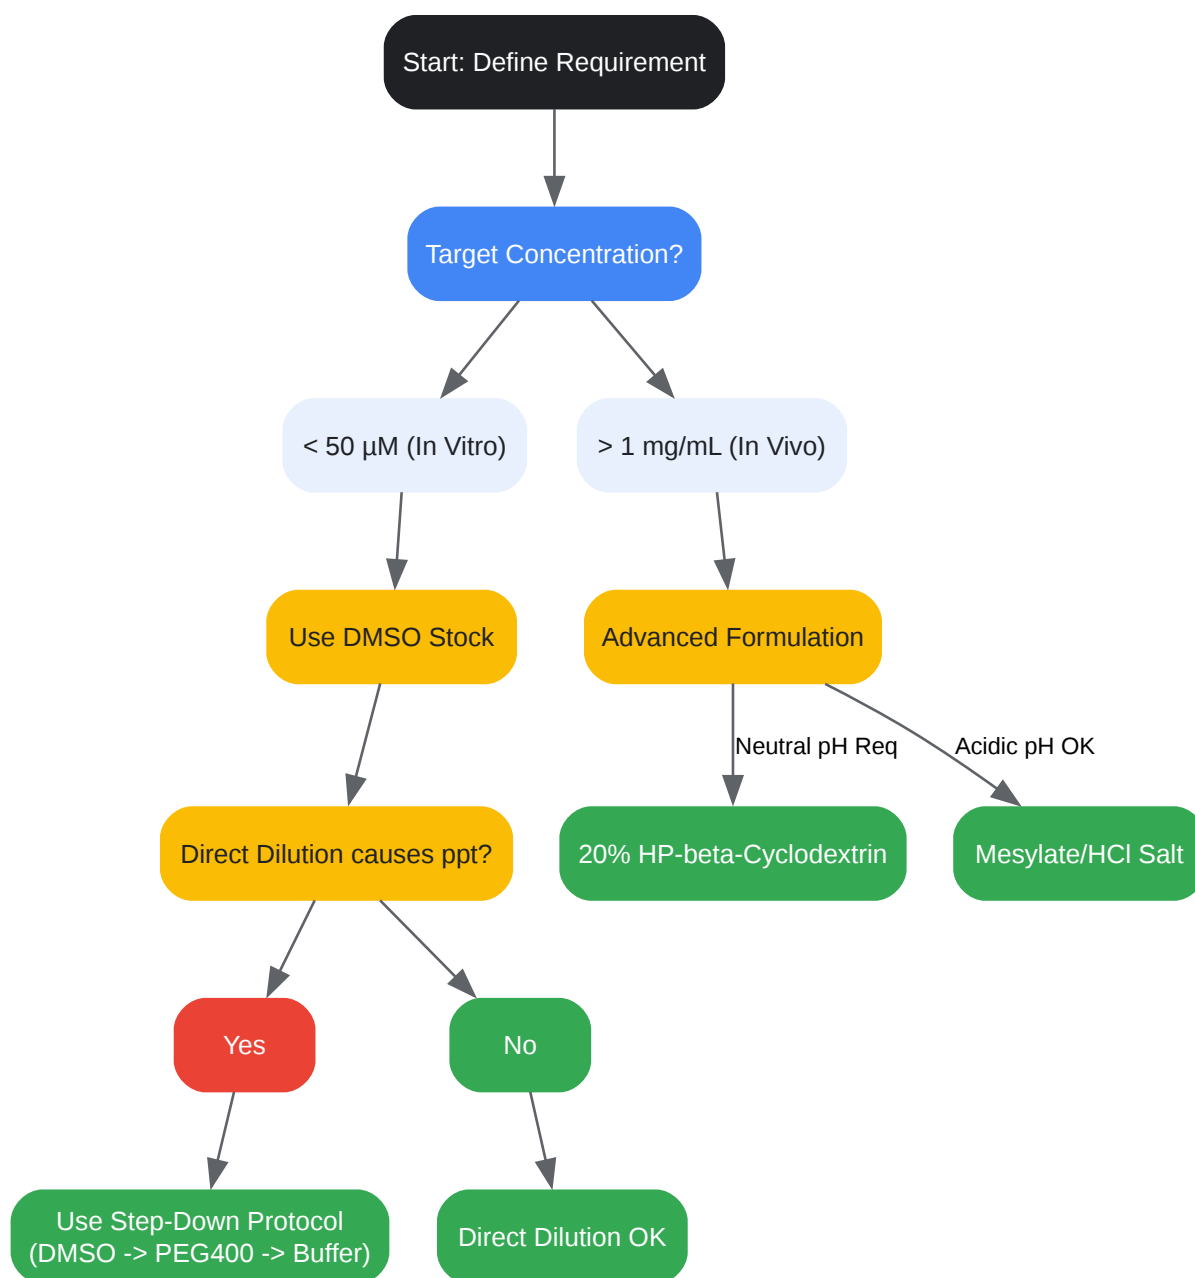 Start: Define Requirement
Target Concentration?
< 50 µM (In Vitro)
> 1 mg/mL (In Vivo)
Use DMSO Stock
Advanced Formulation
Neutral pH Req
Acidic pH OK
Direct Dilution causes ppt?
20% HP-beta-Cyclodextrin
Mesylate/HCl Salt
Yes
No
Use Step-Down Protocol
(DMSO -> PEG400 -> Buffer)
Direct Dilution OK